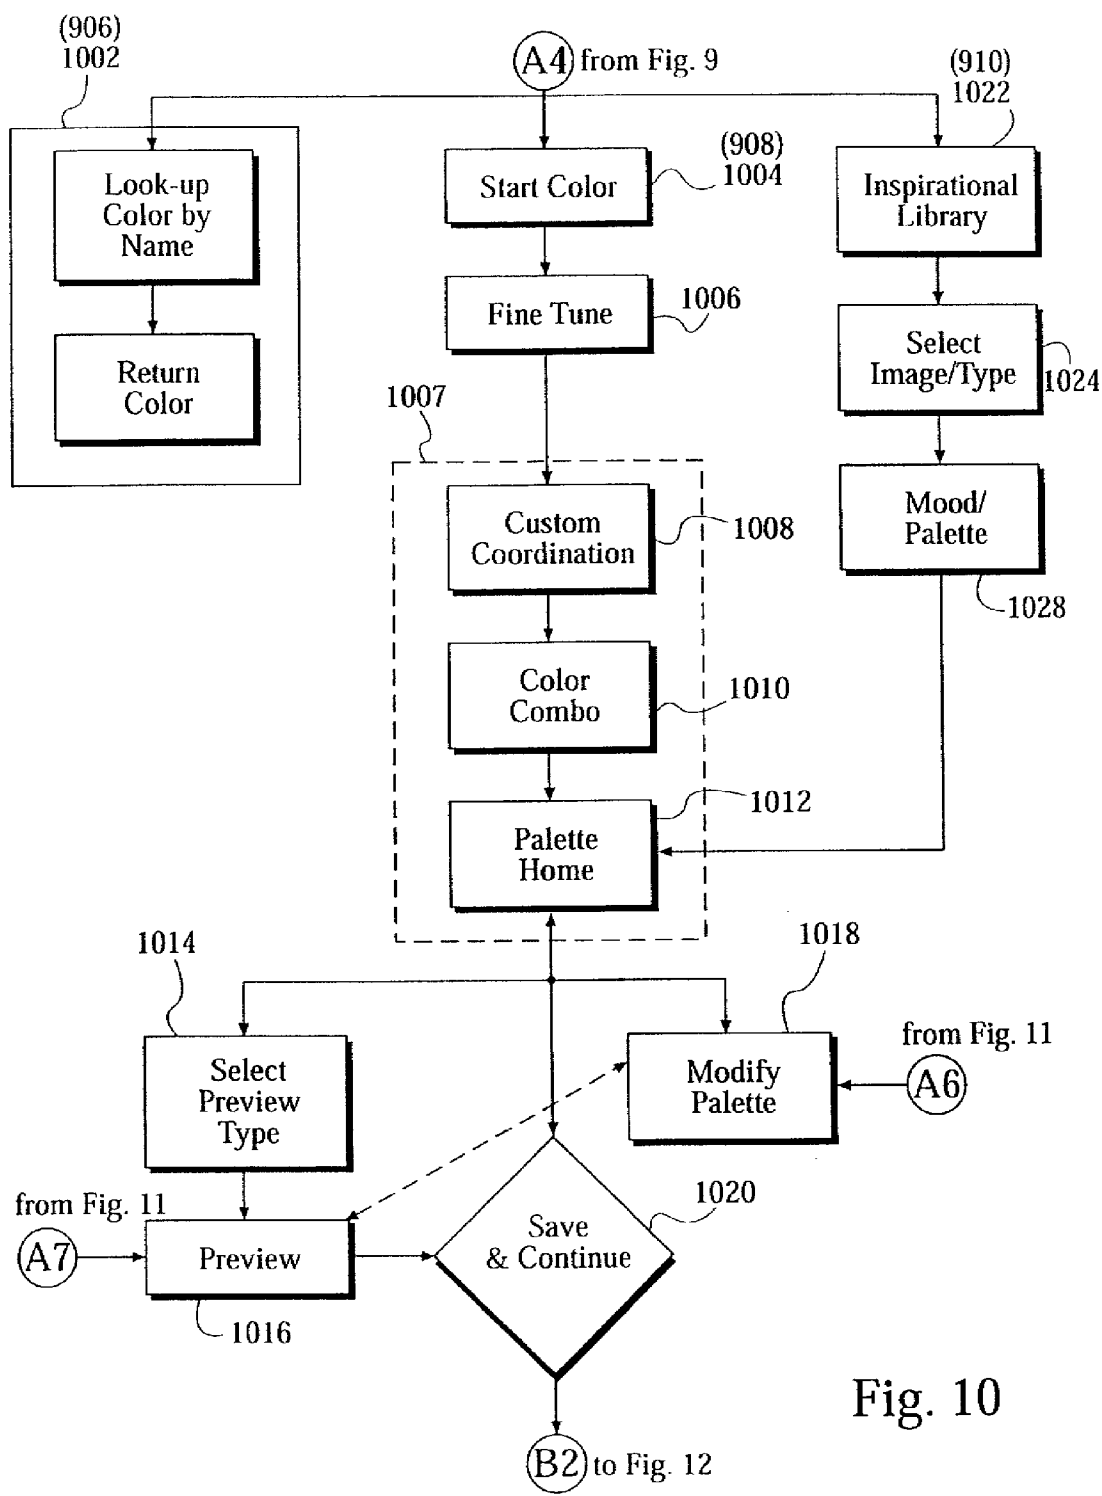 (906)
1002
A4 from Fig. 9
(910)
1022
Look-up
Color by
Name
Return
Color
Start Color
(908)
1004
Fine Tune
1006
Inspirational
Library
Select
Image/Type
1024
Mood/
Palette
1028
1007
Custom
Coordination
1008
Color
Combo
1010
Palette
Home
1012
1014
1018
Select
Preview
Type
Modify
Palette
from Fig. 11
A6
from Fig. 11
A7
Preview
1016
Save
& Continue
1020
B2 to Fig. 12
Fig. 10